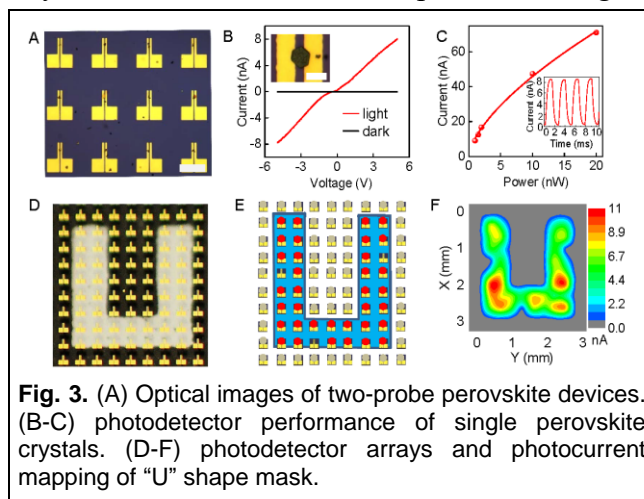 A
B
C
Current (nA)
8
4
0
-4
-8
light
dark
-5
0
5
Voltage (V)
Current (nA)
60
40
20
0
0
5
10
15
20
Power (nW)
Current (nA)
8
6
4
2
0
0 2 4 6 8 10
Time (ms)
D
E
F
X (mm)
0
1
2
3
0
1
2
3
Y (mm)
11
8.9
6.6
4.4
2.2
0.0
nA
Fig. 3. (A) Optical images of two-probe perovskite devices.
(B-C) photodetector performance of single perovskite
crystals. (D-F) photodetector arrays and photocurrent
mapping of “U” shape mask.